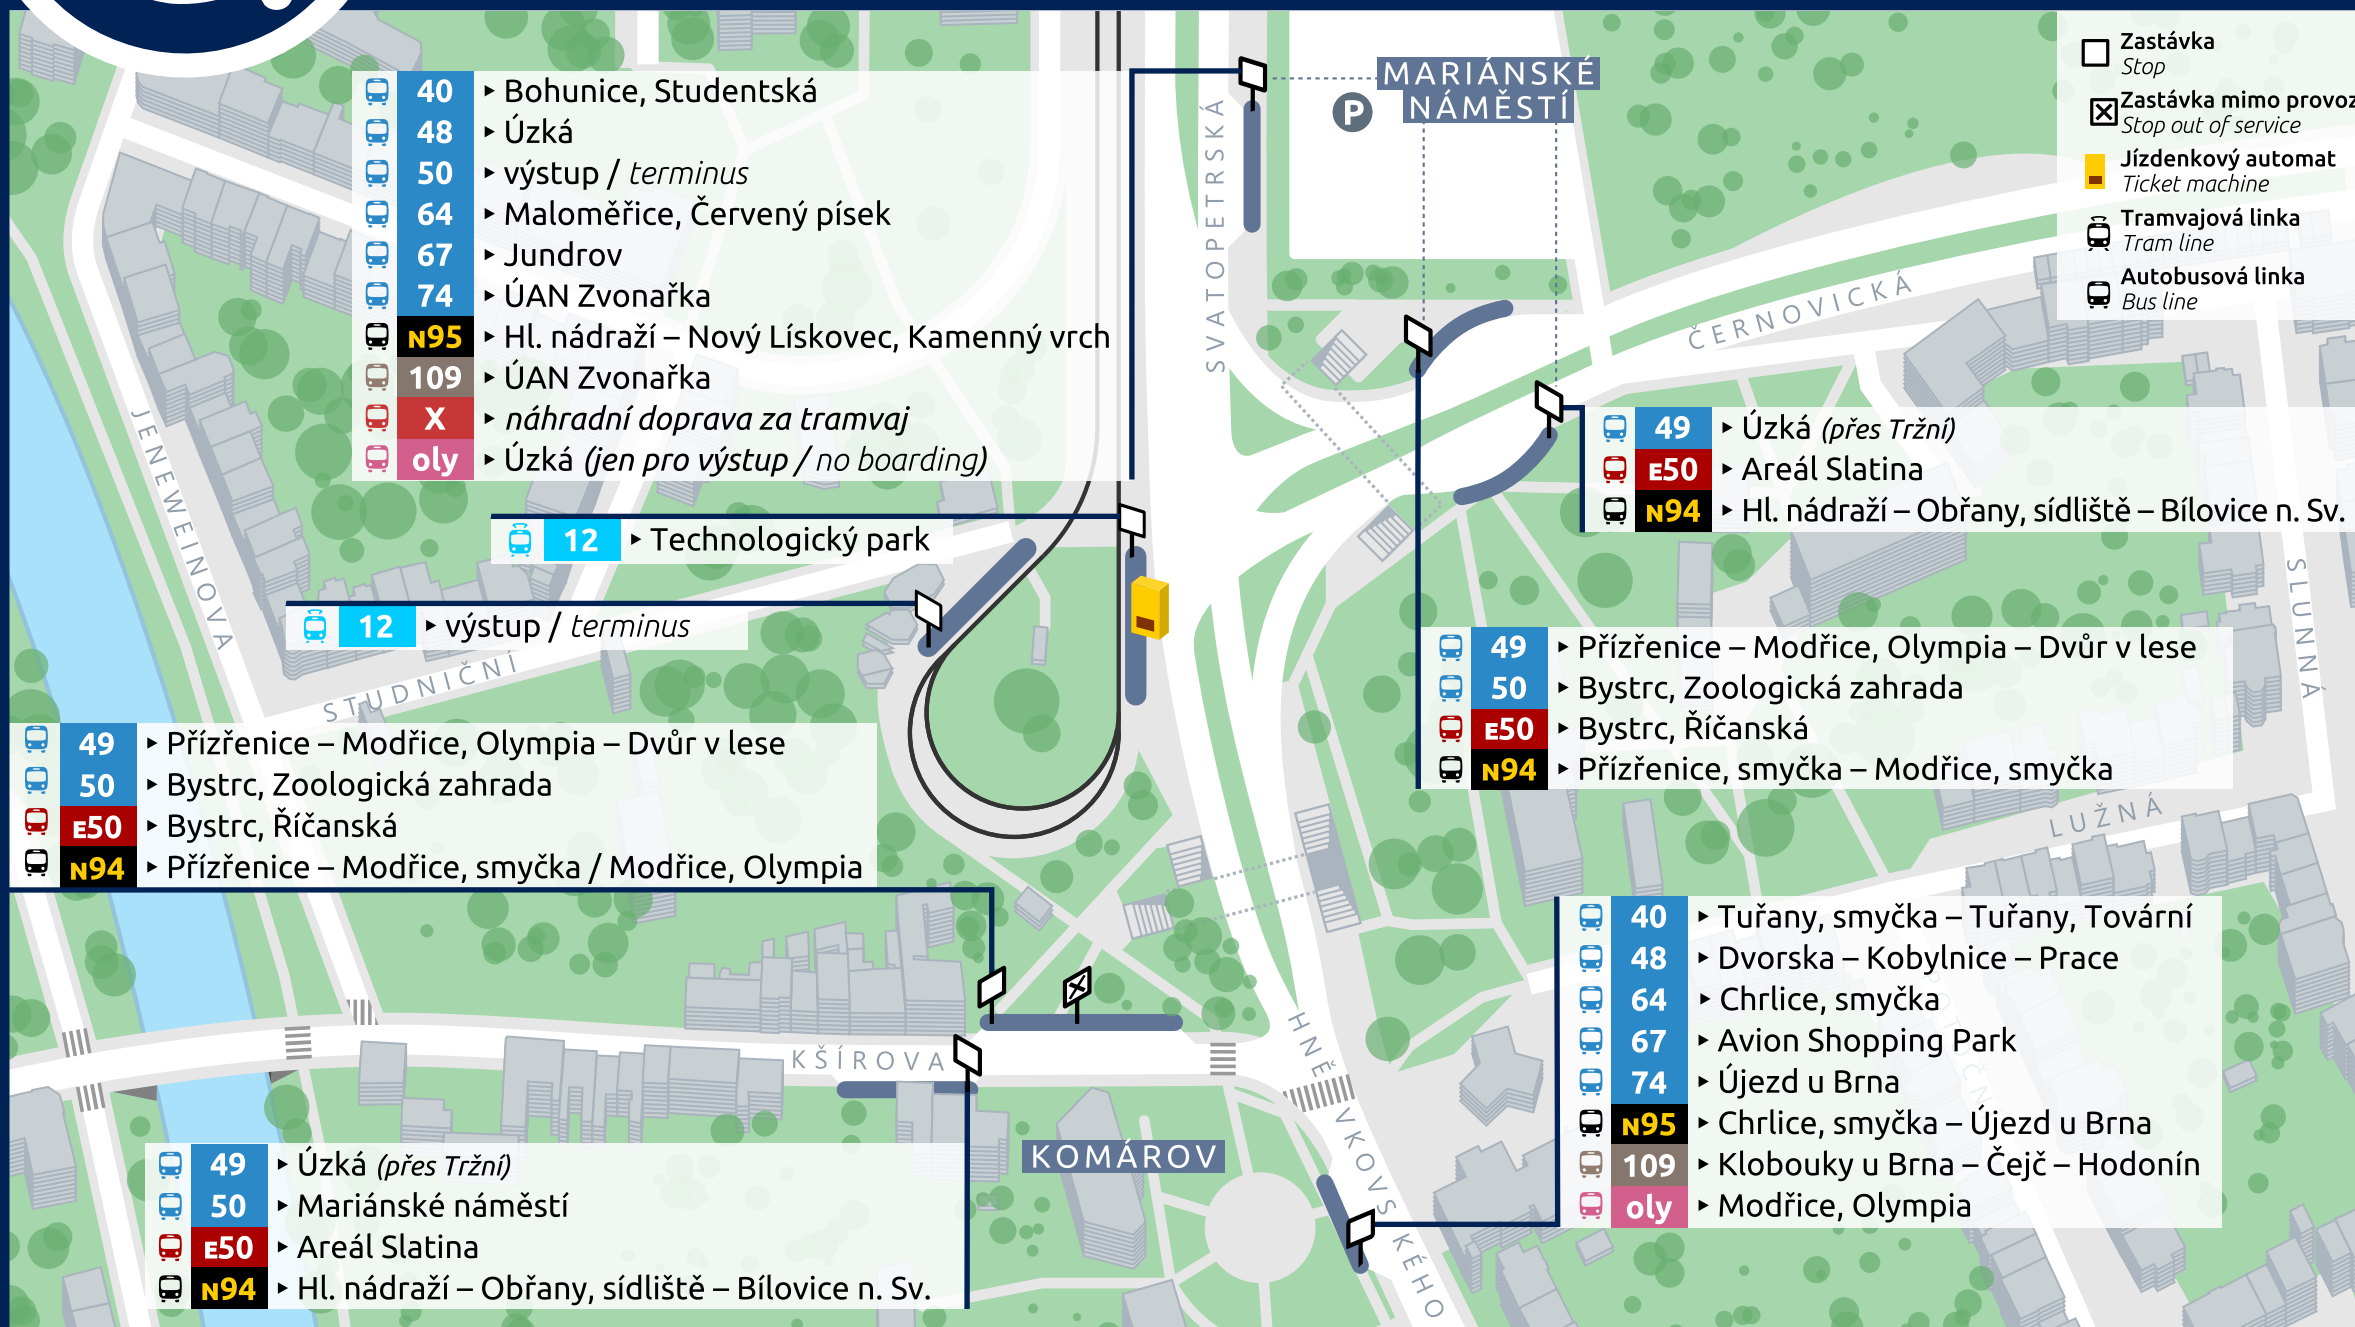 MARIÁNSKÉ
NÁMĚSTÍ
P
Zastávka
Stop
Zastávka mimo provoz
Stop out of service
Jízdenkový automat
Ticket machine
Tramvajová linka
Tram line
Autobusová linka
Bus line
40 ▸ Bohunice, Studentská
48 ▸ Úzká
50 ▸ výstup / terminus
64 ▸ Maloměřice, Červený písek
67 ▸ Jundrov
74 ▸ ÚAN Zvonařka
N95 ▸ Hl. nádraží – Nový Lískovec, Kamenný vrch
109 ▸ ÚAN Zvonařka
X ▸ náhradní doprava za tramvaj
oly ▸ Úzká (jen pro výstup / no boarding)
SVATOPETRSKÁ
ČERNOVICKÁ
49 ▸ Úzká (přes Tržní)
E50 ▸ Areál Slatina
N94 ▸ Hl. nádraží – Obřany, sídliště – Bílovice n. Sv.
12 ▸ Technologický park
12 ▸ výstup / terminus
JENEWEINOVA
STUDNIČNÍ
SLUNNÁ
49 ▸ Přízřenice – Modřice, Olympia – Dvůr v lese
50 ▸ Bystrc, Zoologická zahrada
E50 ▸ Bystrc, Říčanská
N94 ▸ Přízřenice, smyčka – Modřice, smyčka
49 ▸ Přízřenice – Modřice, Olympia – Dvůr v lese
50 ▸ Bystrc, Zoologická zahrada
E50 ▸ Bystrc, Říčanská
N94 ▸ Přízřenice – Modřice, smyčka / Modřice, Olympia
LUŽNÁ
40 ▸ Tuřany, smyčka – Tuřany, Tovární
48 ▸ Dvorska – Kobylnice – Prace
64 ▸ Chrlice, smyčka
67 ▸ Avion Shopping Park
74 ▸ Újezd u Brna
N95 ▸ Chrlice, smyčka – Újezd u Brna
109 ▸ Klobouky u Brna – Čejč – Hodonín
oly ▸ Modřice, Olympia
KŠÍROVA
HNĚVKOVSKÉHO
KOMÁROV
49 ▸ Úzká (přes Tržní)
50 ▸ Mariánské náměstí
E50 ▸ Areál Slatina
N94 ▸ Hl. nádraží – Obřany, sídliště – Bílovice n. Sv.